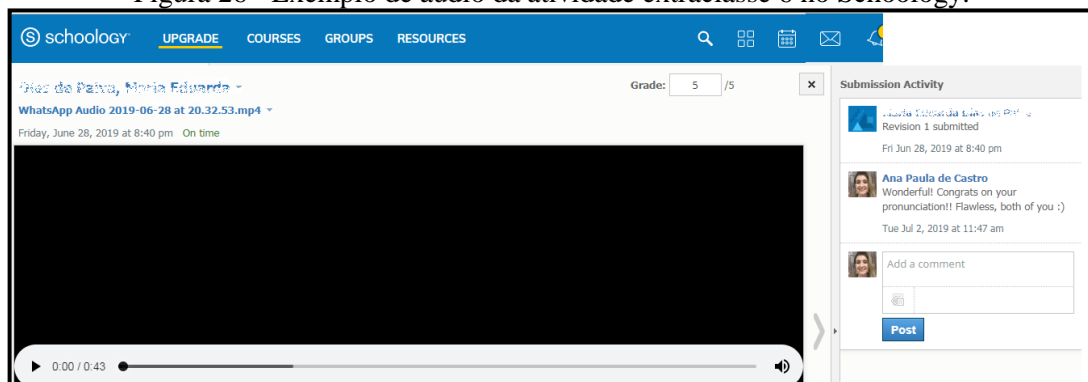 Figura 26 - Exemplo de áudio da atividade extraclasse 6 no Schoology.
S schoology UPGRADE COURSES GROUPS RESOURCES
Grade: 5 /5
WhatsApp Audio 2019-06-28 at 20.32.53.mp4
Friday, June 28, 2019 at 8:40 pm On time
0:00 / 0:43
Submission Activity
Revision 1 submitted
Fri Jun 28, 2019 at 8:40 pm
Ana Paula de Castro
Wonderful! Congrats on your
pronunciation!! Flawless, both of you :)
Tue Jul 2, 2019 at 11:47 am
Add a comment
Post